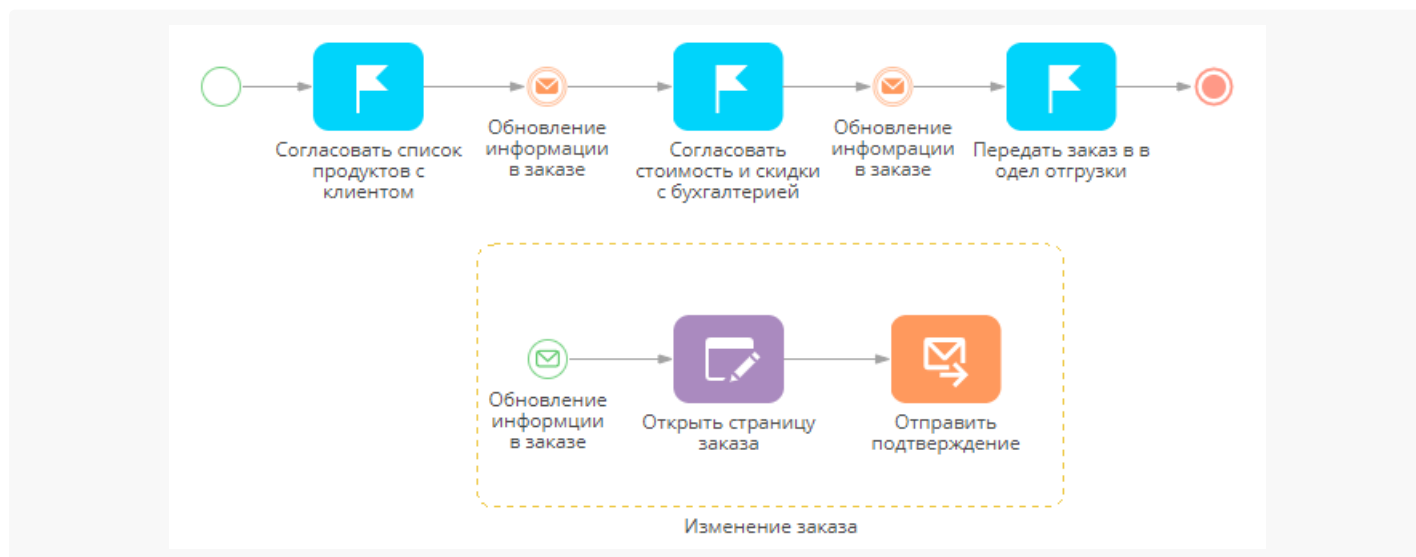 Согласовать список
продуктов с
клиентом
Обновление
информации
в заказе
Согласовать
стоимость и скидки
с бухгалтерией
Обновление
инфомрации
в заказе
Передать заказ в в
одел отгрузки
Обновление
информции
в заказе
Открыть страницу
заказа
Отправить
подтверждение
Изменение заказа